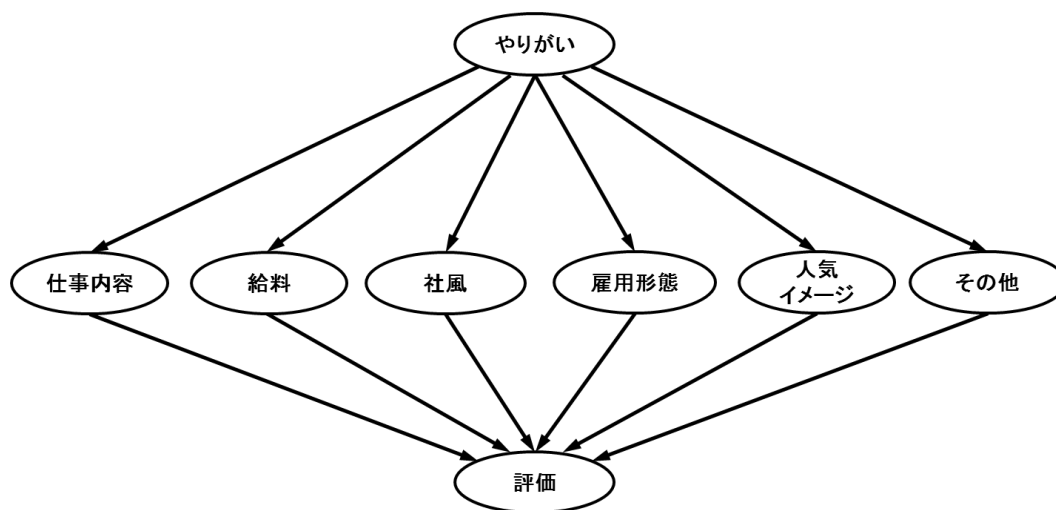 やりがい
仕事内容
給料
社風
雇用形態
人気
イメージ
その他
評価